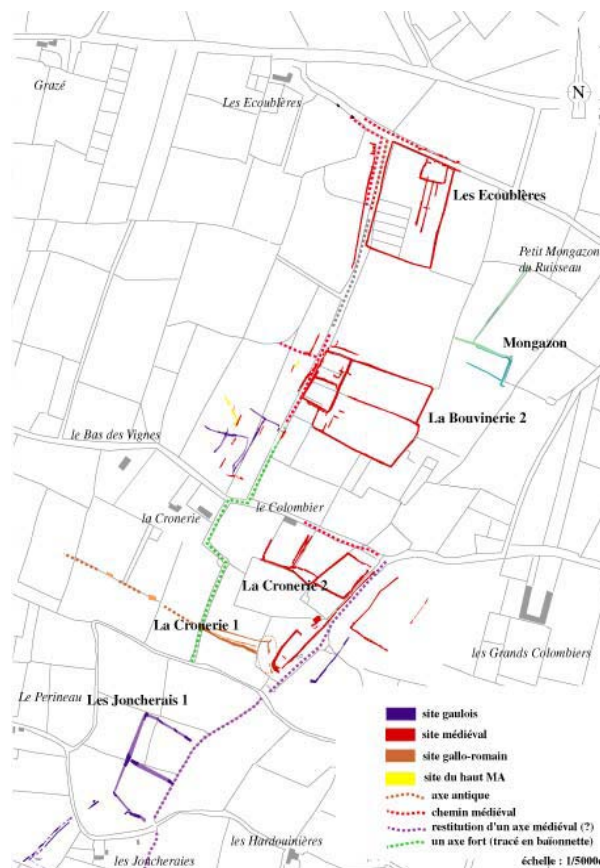 Grazé
Les Ecoublères
N
Les Ecoublères
Petit Mongazon
du Ruisseau
Mongazon
La Bouvinerie 2
le Bas des Vignes
la Cronerie
le Colombier
La Cronerie 2
La Cronerie 1
les Grands Colombiers
Le Perineau
Les Joncherais 1
les Hardouinières
les Joncheraies
site gaulois
site médiéval
site gallo-romain
site du haut MA
axe antique
chemin médiéval
restitution d'un axe médiéval (?)
un axe fort (tracé en baïonnette)
échelle : 1/5000e